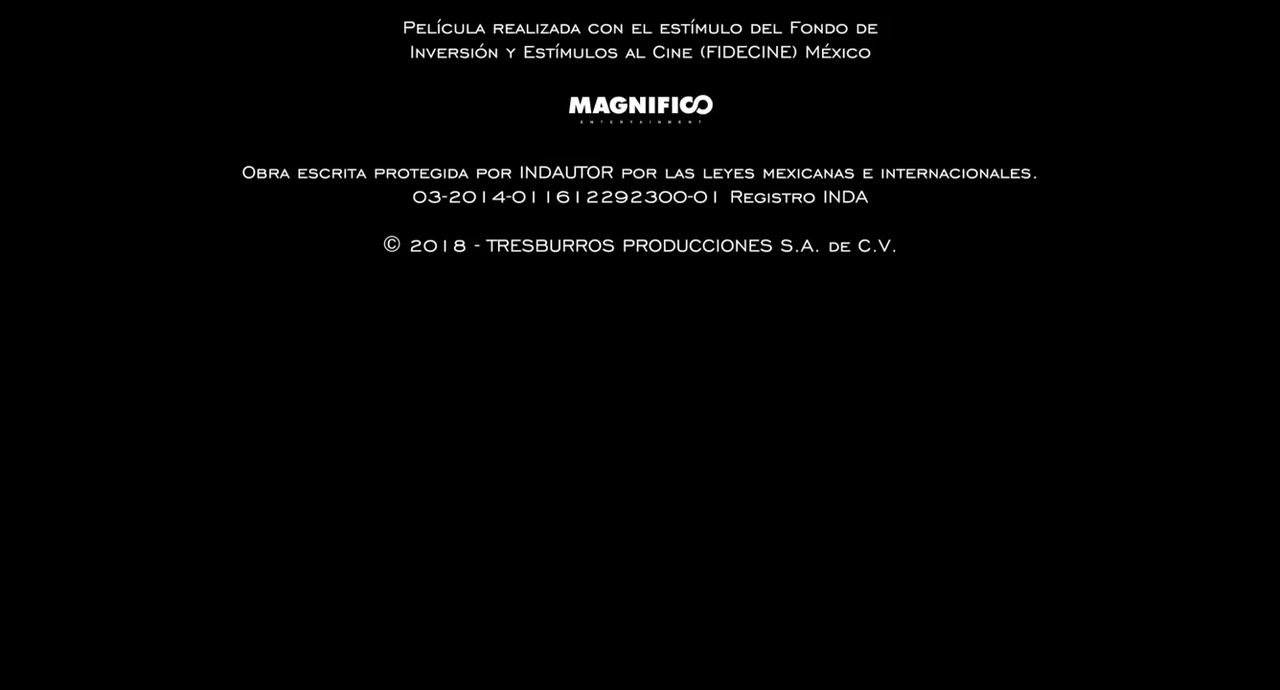 Película realizada con el estímulo del Fondo de
Inversión y Estímulos al Cine (FIDECINE) México
MAGNIFICO
ENTERTAINMENT
Obra escrita protegida por INDAUTOR por las leyes mexicanas e internacionales.
03-2014-011612292300-01 Registro INDA
© 2018 - TRESBURROS PRODUCCIONES S.A. de C.V.